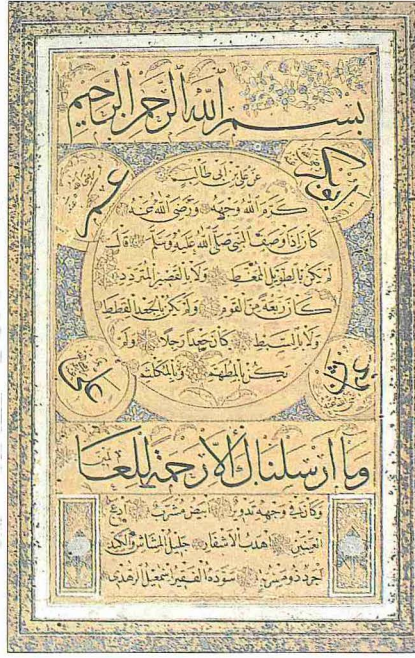 بسم الله الرحمن الرحيم
ابو بكر
عمر
عن علي بن ابي طالب
كرم الله وجهه ورضي الله عنه
كان اذا وصف النبي صلى الله عليه وسلم قال
لم يكن بالطويل الممغط ولا بالقصير المتردد
كان ربعة من القوم ولم يكن بالجعد القطط
ولا بالسبط كان جعدا رجلا ولم
يكن بالمطهم ولا بالمكلثم
عثمان
علي
وما ارسلناك الا رحمة للعالمين
وكان في وجهه تدوير ابيض مشرب ادعج
العينين اهدب الاشفار جليل المشاش والكتد
اجرد ذو مسربة سوده الفقير اسمعيل الزهدي